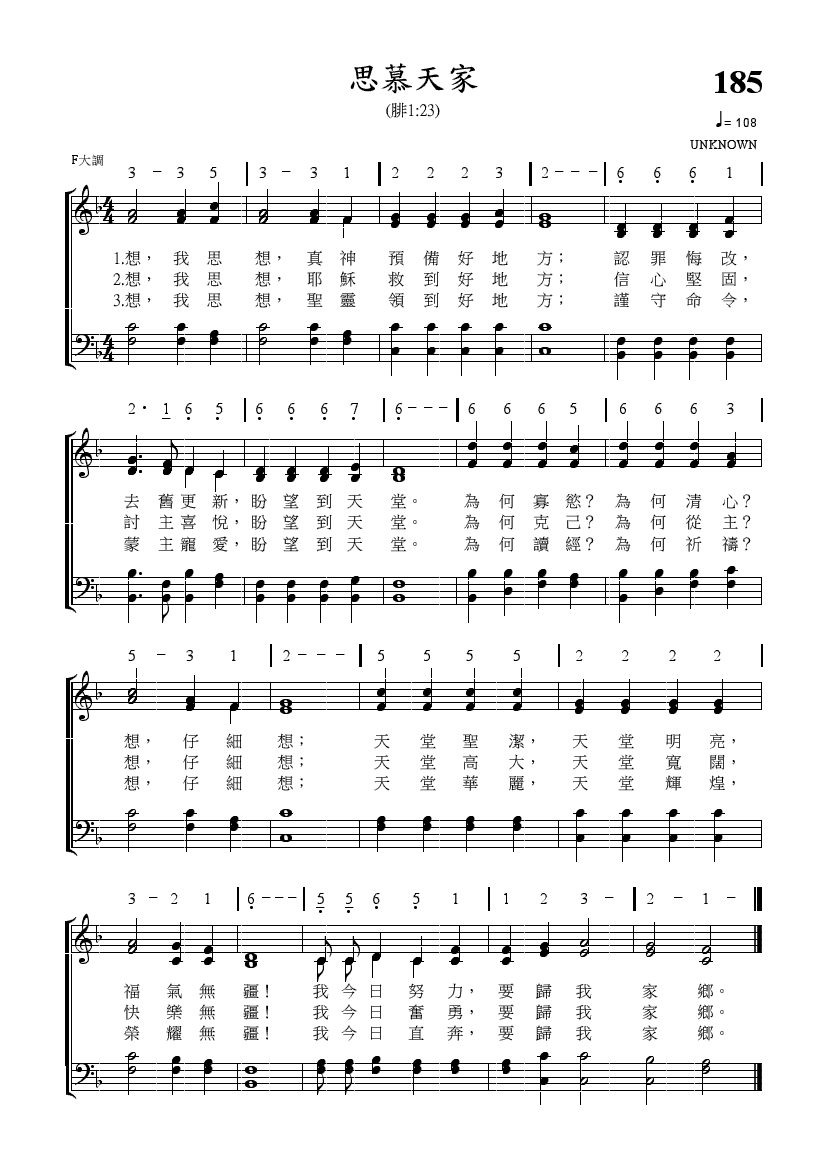 思慕天家
185
(腓1:23)
♩= 108
UNKNOWN
F大調
3 – 3 5 | 3 – 3 1 | 2 2 2 3 | 2 – – – | 6̣ 6̣ 6̣ 1 |
1.想，我思 想，真神 預備好地 方； 認罪悔改，
2.想，我思 想，耶穌 救到好地 方； 信心堅固，
3.想，我思 想，聖靈 領到好地 方； 謹守命令，
2· 1̲ 6̣ 5̣ | 6̣ 6̣ 6̣ 7̣ | 6̣ – – – | 6 6 6 5 | 6 6 6 3 |
去舊更新，盼望到天 堂。 為何寡慾？為何清心？
討主喜悅，盼望到天 堂。 為何克己？為何從主？
蒙主寵愛，盼望到天 堂。 為何讀經？為何祈禱？
5 – 3 1 | 2 – – – | 5 5 5 5 | 2 2 2 2 |
想，仔細 想； 天堂聖潔，天堂明亮，
想，仔細 想； 天堂高大，天堂寬闊，
想，仔細 想； 天堂華麗，天堂輝煌，
3 – 2 1 | 6̣ – – – | 5̲̣ 5̲̣ 6̣ 5̣ 1 | 1 2 3 – | 2 – 1 – |
福氣無 疆！ 我今日努力，要歸我 家鄉。
快樂無 疆！ 我今日奮勇，要歸我 家鄉。
榮耀無 疆！ 我今日直奔，要歸我 家鄉。